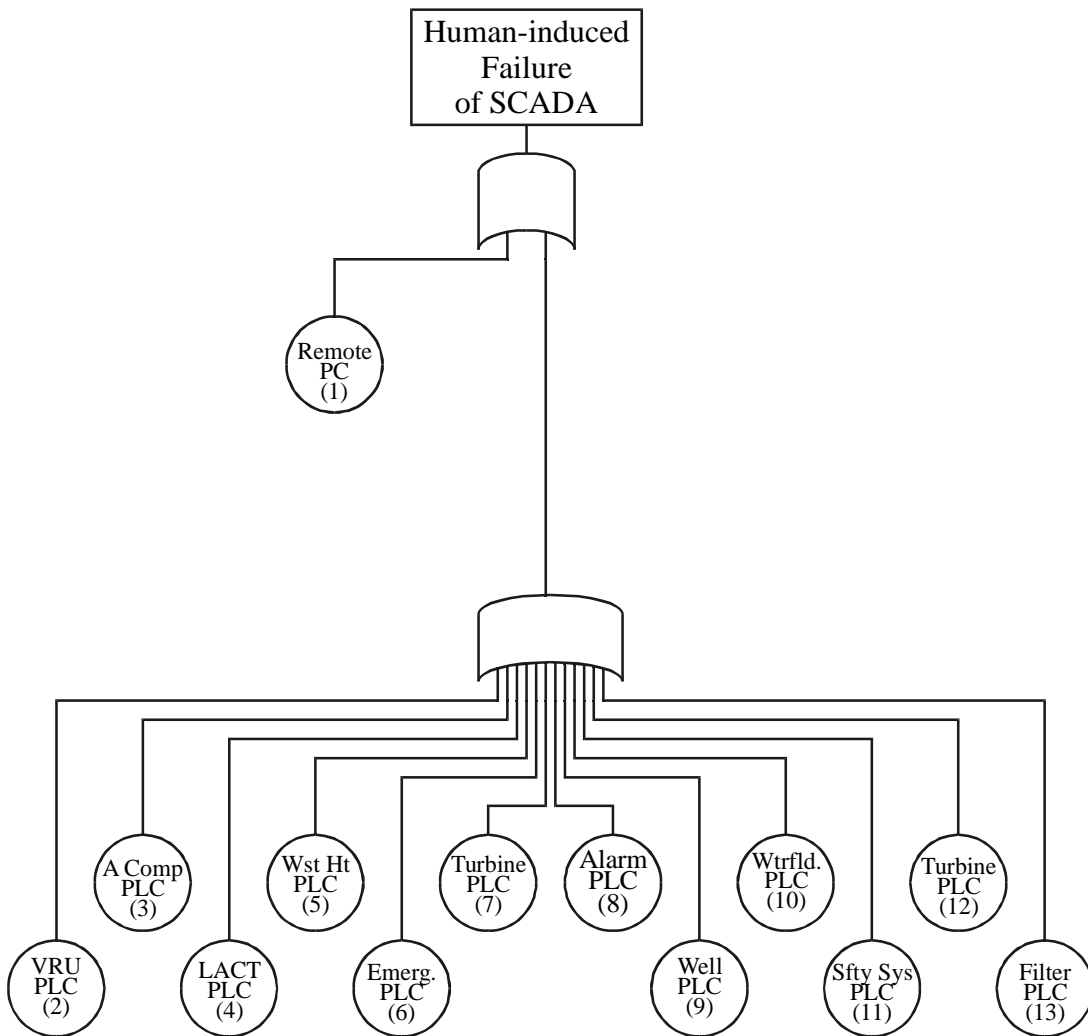 Human-induced
Failure
of SCADA
Remote
PC
(1)
A Comp
PLC
(3)
Wst Ht
PLC
(5)
Turbine
PLC
(7)
Alarm
PLC
(8)
Wtrfld.
PLC
(10)
Turbine
PLC
(12)
VRU
PLC
(2)
LACT
PLC
(4)
Emerg.
PLC
(6)
Well
PLC
(9)
Sfty Sys
PLC
(11)
Filter
PLC
(13)